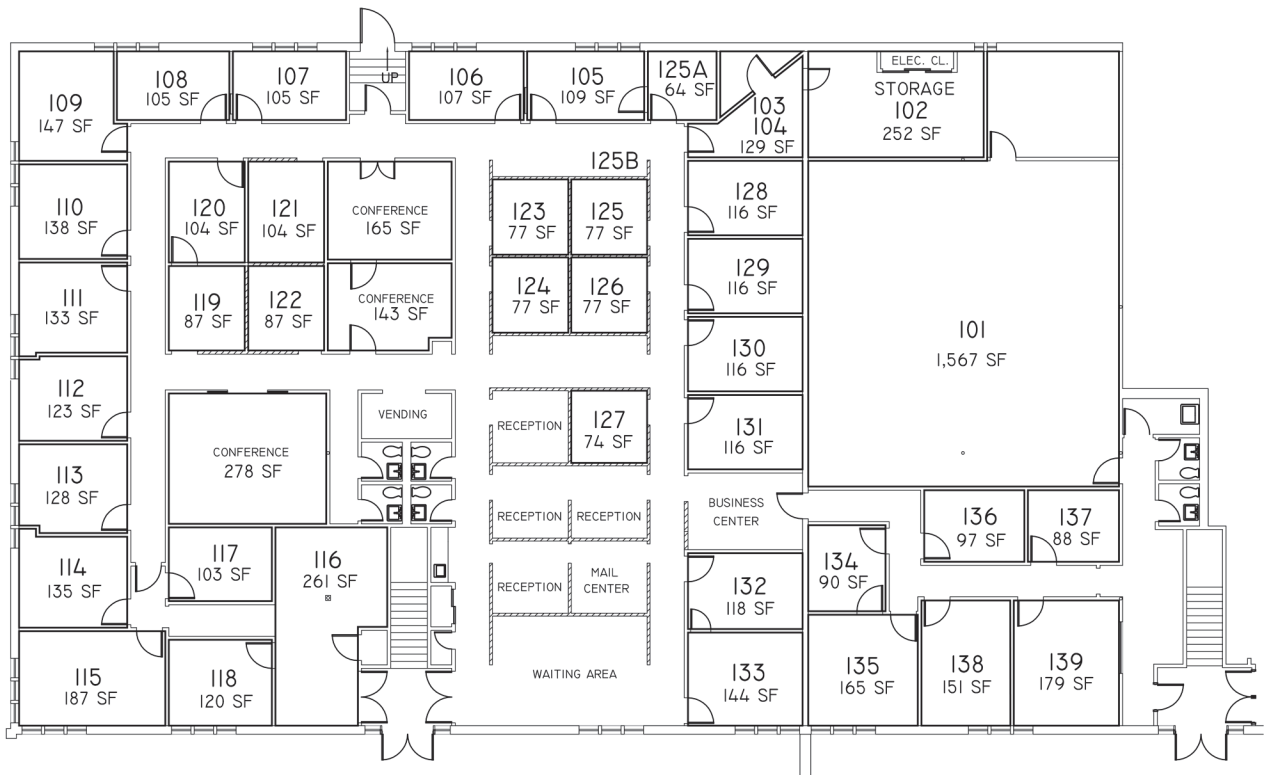 UP
108
105 SF
107
105 SF
106
107 SF
105
109 SF
125A
64 SF
ELEC. CL.
STORAGE
102
252 SF
109
147 SF
103
104
129 SF
125B
110
138 SF
120
104 SF
121
104 SF
CONFERENCE
165 SF
123
77 SF
125
77 SF
128
116 SF
111
133 SF
119
87 SF
122
87 SF
CONFERENCE
143 SF
124
77 SF
126
77 SF
129
116 SF
101
1,567 SF
130
116 SF
112
123 SF
VENDING
RECEPTION
127
74 SF
131
116 SF
CONFERENCE
278 SF
113
128 SF
RECEPTION
RECEPTION
BUSINESS
CENTER
136
97 SF
137
88 SF
114
135 SF
117
103 SF
116
261 SF
RECEPTION
MAIL
CENTER
132
118 SF
134
90 SF
115
187 SF
118
120 SF
WAITING AREA
133
144 SF
135
165 SF
138
151 SF
139
179 SF